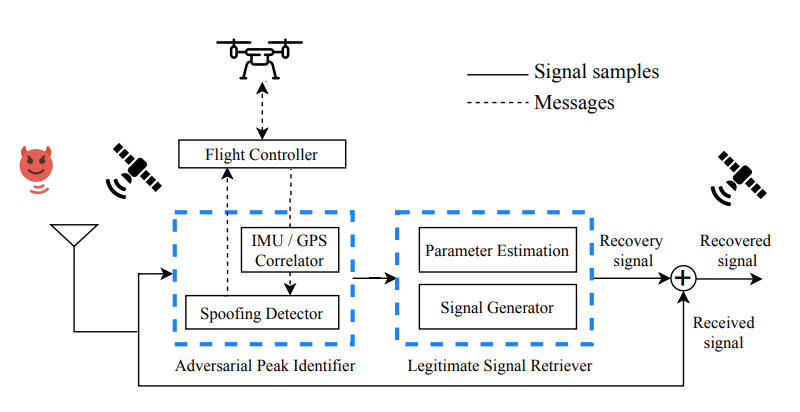 Signal samples
Messages
Flight Controller
IMU / GPS
Correlator
Spoofing Detector
Adversarial Peak Identifier
Parameter Estimation
Signal Generator
Legitimate Signal Retriever
Recovery
signal
Recovered
signal
Received
signal